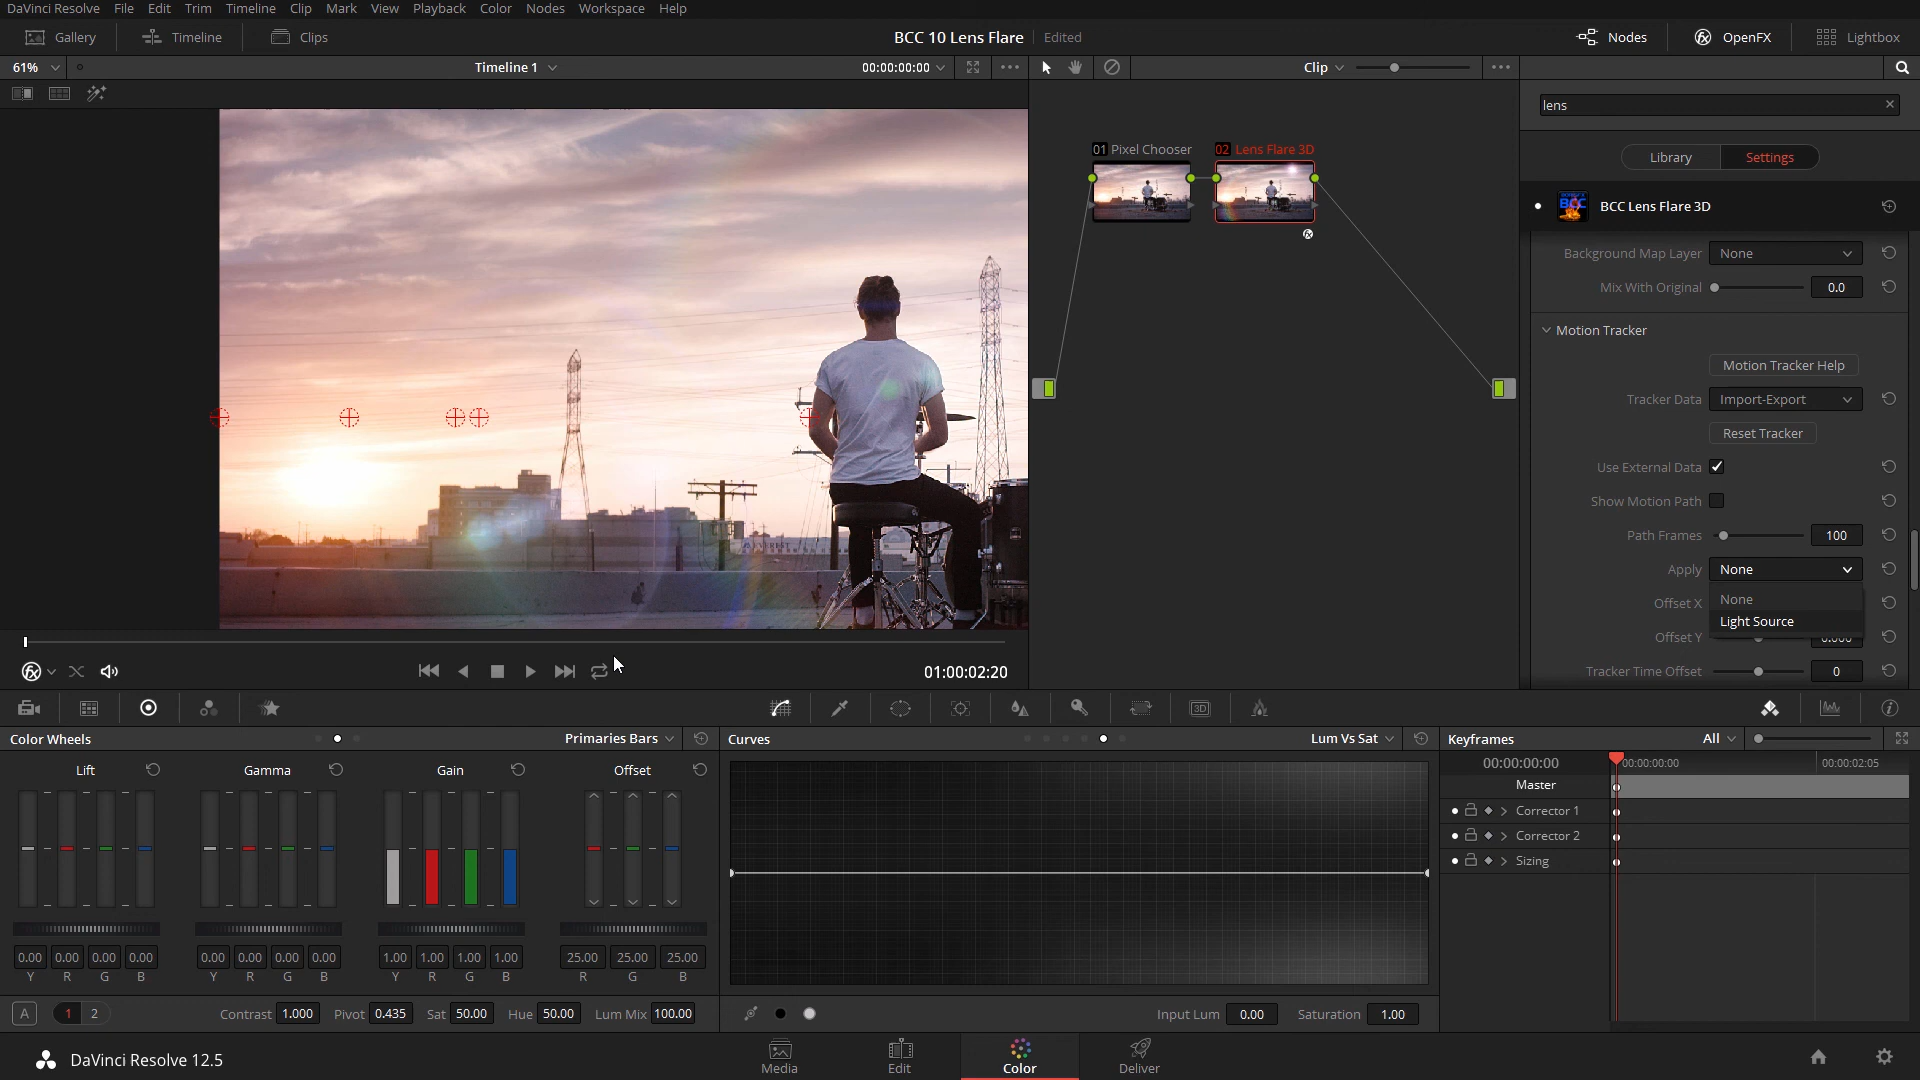 DaVinci Resolve File Edit Trim Timeline Clip Mark View Playback Color Nodes Workspace Help
Gallery Timeline Clips BCC 10 Lens Flare Edited Nodes OpenFX Lightbox
61% Timeline 1 00:00:00:00 Clip
lens
01 Pixel Chooser 02 Lens Flare 3D
Library Settings
BCC Lens Flare 3D
Background Map Layer None
Mix With Original 0.0
Motion Tracker
Motion Tracker Help
Tracker Data Import-Export
Reset Tracker
Use External Data
Show Motion Path
Path Frames 100
Apply None
None
Offset X
Light Source
Offset Y 0.000
Tracker Time Offset 0
01:00:02:20
3D
Color Wheels Primaries Bars Curves Lum Vs Sat Keyframes All
00:00:00:00 00:00:00:00 00:00:02:05
Lift Gamma Gain Offset
Master
Corrector 1
Corrector 2
Sizing
0.00 0.00 0.00 0.00 0.00 0.00 0.00 0.00 1.00 1.00 1.00 1.00 25.00 25.00 25.00
Y R G B Y R G B Y R G B R G B
A 1 2 Contrast 1.000 Pivot 0.435 Sat 50.00 Hue 50.00 Lum Mix 100.00 Input Lum 0.00 Saturation 1.00
DaVinci Resolve 12.5 Media Edit Color Deliver